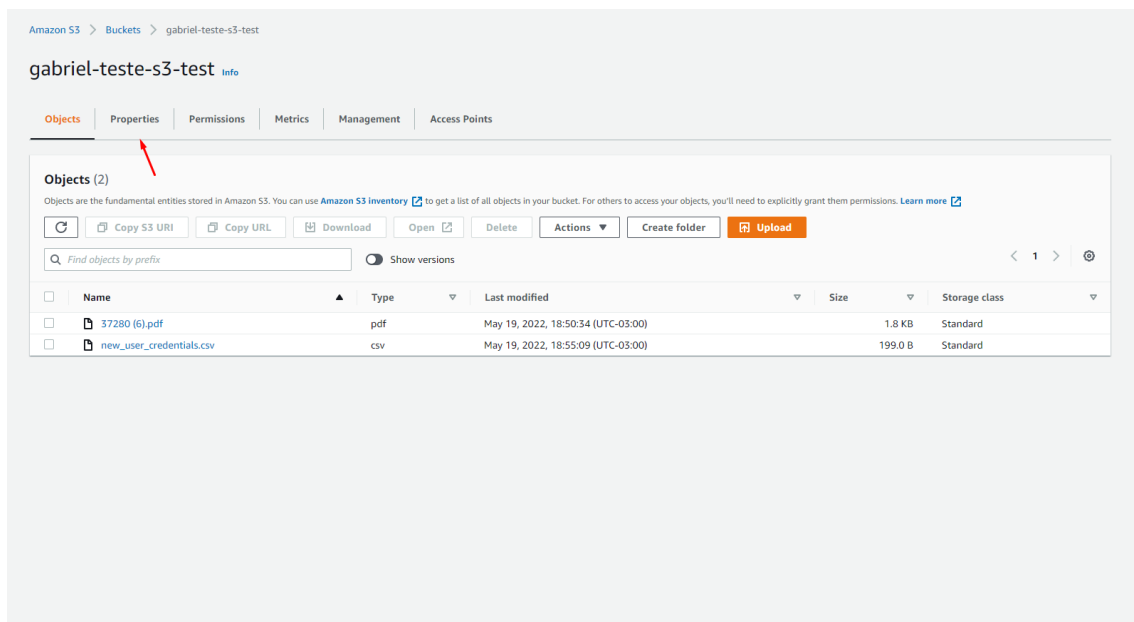 Amazon S3 > Buckets > gabriel-teste-s3-test
gabriel-teste-s3-test Info
Objects Properties Permissions Metrics Management Access Points
Objects (2)
Objects are the fundamental entities stored in Amazon S3. You can use Amazon S3 inventory to get a list of all objects in your bucket. For others to access your objects, you'll need to explicitly grant them permissions. Learn more
Copy S3 URI Copy URL Download Open Delete Actions Create folder Upload
Find objects by prefix Show versions < 1 >
Name Type Last modified Size Storage class
37280 (6).pdf pdf May 19, 2022, 18:50:34 (UTC-03:00) 1.8 KB Standard
new_user_credentials.csv csv May 19, 2022, 18:55:09 (UTC-03:00) 199.0 B Standard